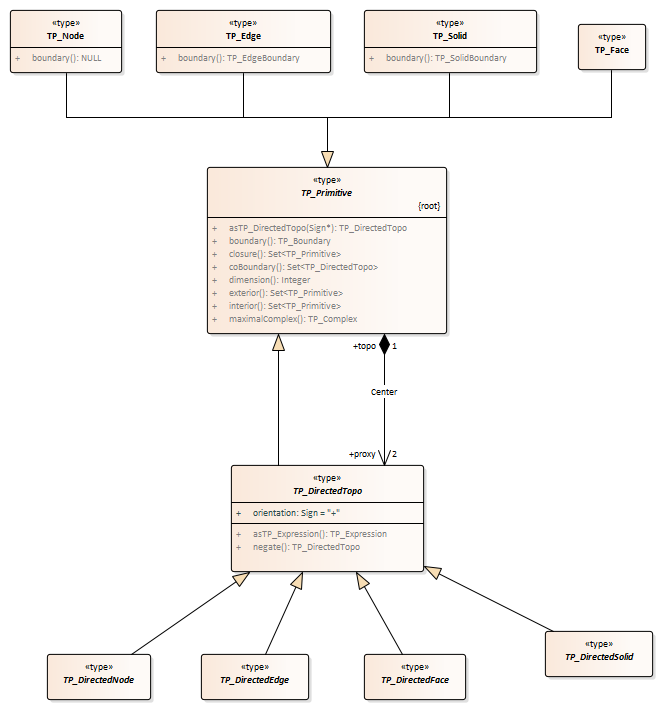 «type»
TP_Node
+ boundary(): NULL
«type»
TP_Edge
+ boundary(): TP_EdgeBoundary
«type»
TP_Solid
+ boundary(): TP_SolidBoundary
«type»
TP_Face
«type»
TP_Primitive
{root}
+ asTP_DirectedTopo(Sign*): TP_DirectedTopo
+ boundary(): TP_Boundary
+ closure(): Set<TP_Primitive>
+ coBoundary(): Set<TP_DirectedTopo>
+ dimension(): Integer
+ exterior(): Set<TP_Primitive>
+ interior(): Set<TP_Primitive>
+ maximalComplex(): TP_Complex
+topo 1
Center
+proxy 2
«type»
TP_DirectedTopo
+ orientation: Sign = "+"
+ asTP_Expression(): TP_Expression
+ negate(): TP_DirectedTopo
«type»
TP_DirectedNode
«type»
TP_DirectedEdge
«type»
TP_DirectedFace
«type»
TP_DirectedSolid